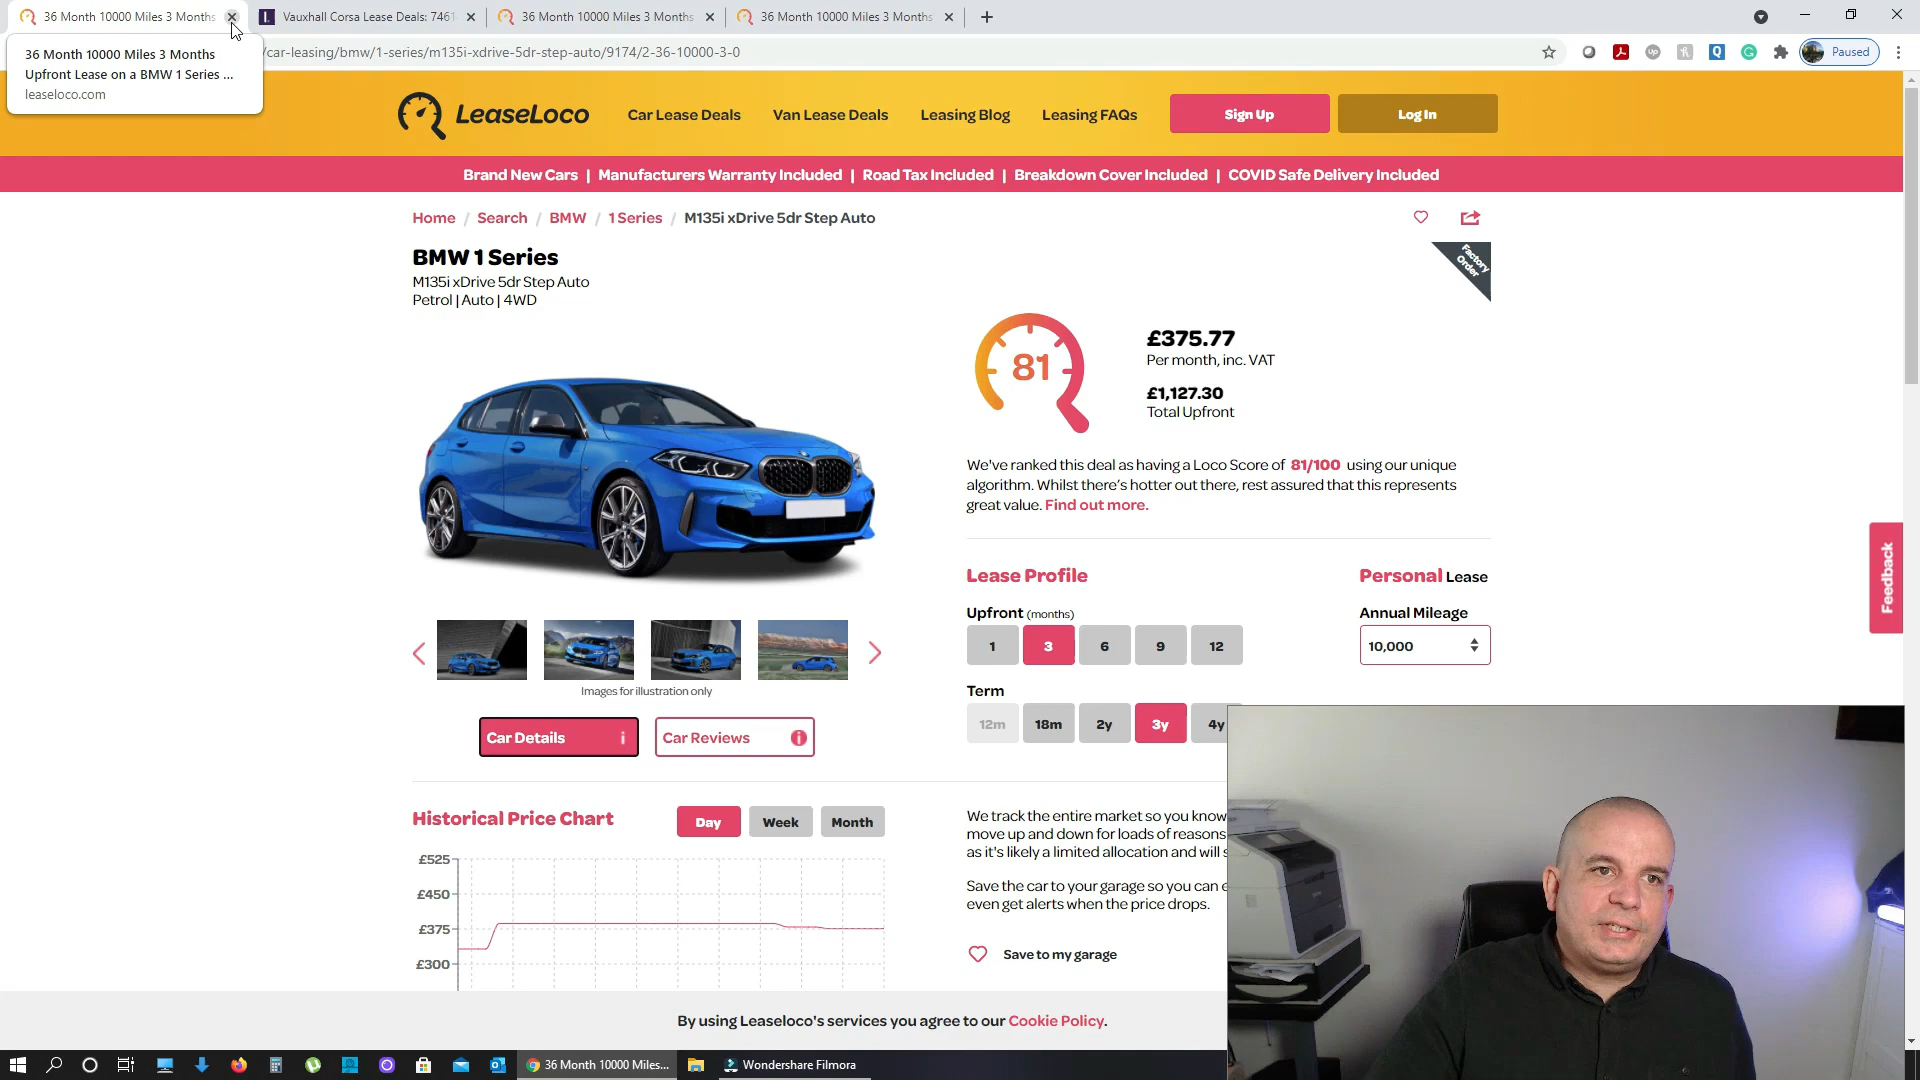 36 Month 10000 Miles 3 Months
Vauxhall Corsa Lease Deals: 7461
36 Month 10000 Miles 3 Months
36 Month 10000 Miles 3 Months
36 Month 10000 Miles 3 Months
Upfront Lease on a BMW 1 Series ...
leaseloco.com
/car-leasing/bmw/1-series/m135i-xdrive-5dr-step-auto/9174/2-36-10000-3-0
Paused
LeaseLoco
Car Lease Deals
Van Lease Deals
Leasing Blog
Leasing FAQs
Sign Up
Log In
Brand New Cars | Manufacturers Warranty Included | Road Tax Included | Breakdown Cover Included | COVID Safe Delivery Included
Home / Search / BMW / 1 Series / M135i xDrive 5dr Step Auto
BMW 1 Series
M135i xDrive 5dr Step Auto
Petrol | Auto | 4WD
Factory
Order
81
£375.77
Per month, inc. VAT
£1,127.30
Total Upfront
We've ranked this deal as having a Loco Score of 81/100 using our unique
algorithm. Whilst there's hotter out there, rest assured that this represents
great value. Find out more.
Lease Profile
Personal Lease
Upfront (months)
Annual Mileage
1
3
6
9
12
10,000
Term
12m
18m
2y
3y
4y
Feedback
Images for illustration only
Car Details i
Car Reviews i
Historical Price Chart
Day
Week
Month
£525
£450
£375
£300
We track the entire market so you know
move up and down for loads of reasons
as it's likely a limited allocation and will s
Save the car to your garage so you can e
even get alerts when the price drops.
Save to my garage
By using Leaseloco's services you agree to our Cookie Policy.
36 Month 10000 Miles...
Wondershare Filmora